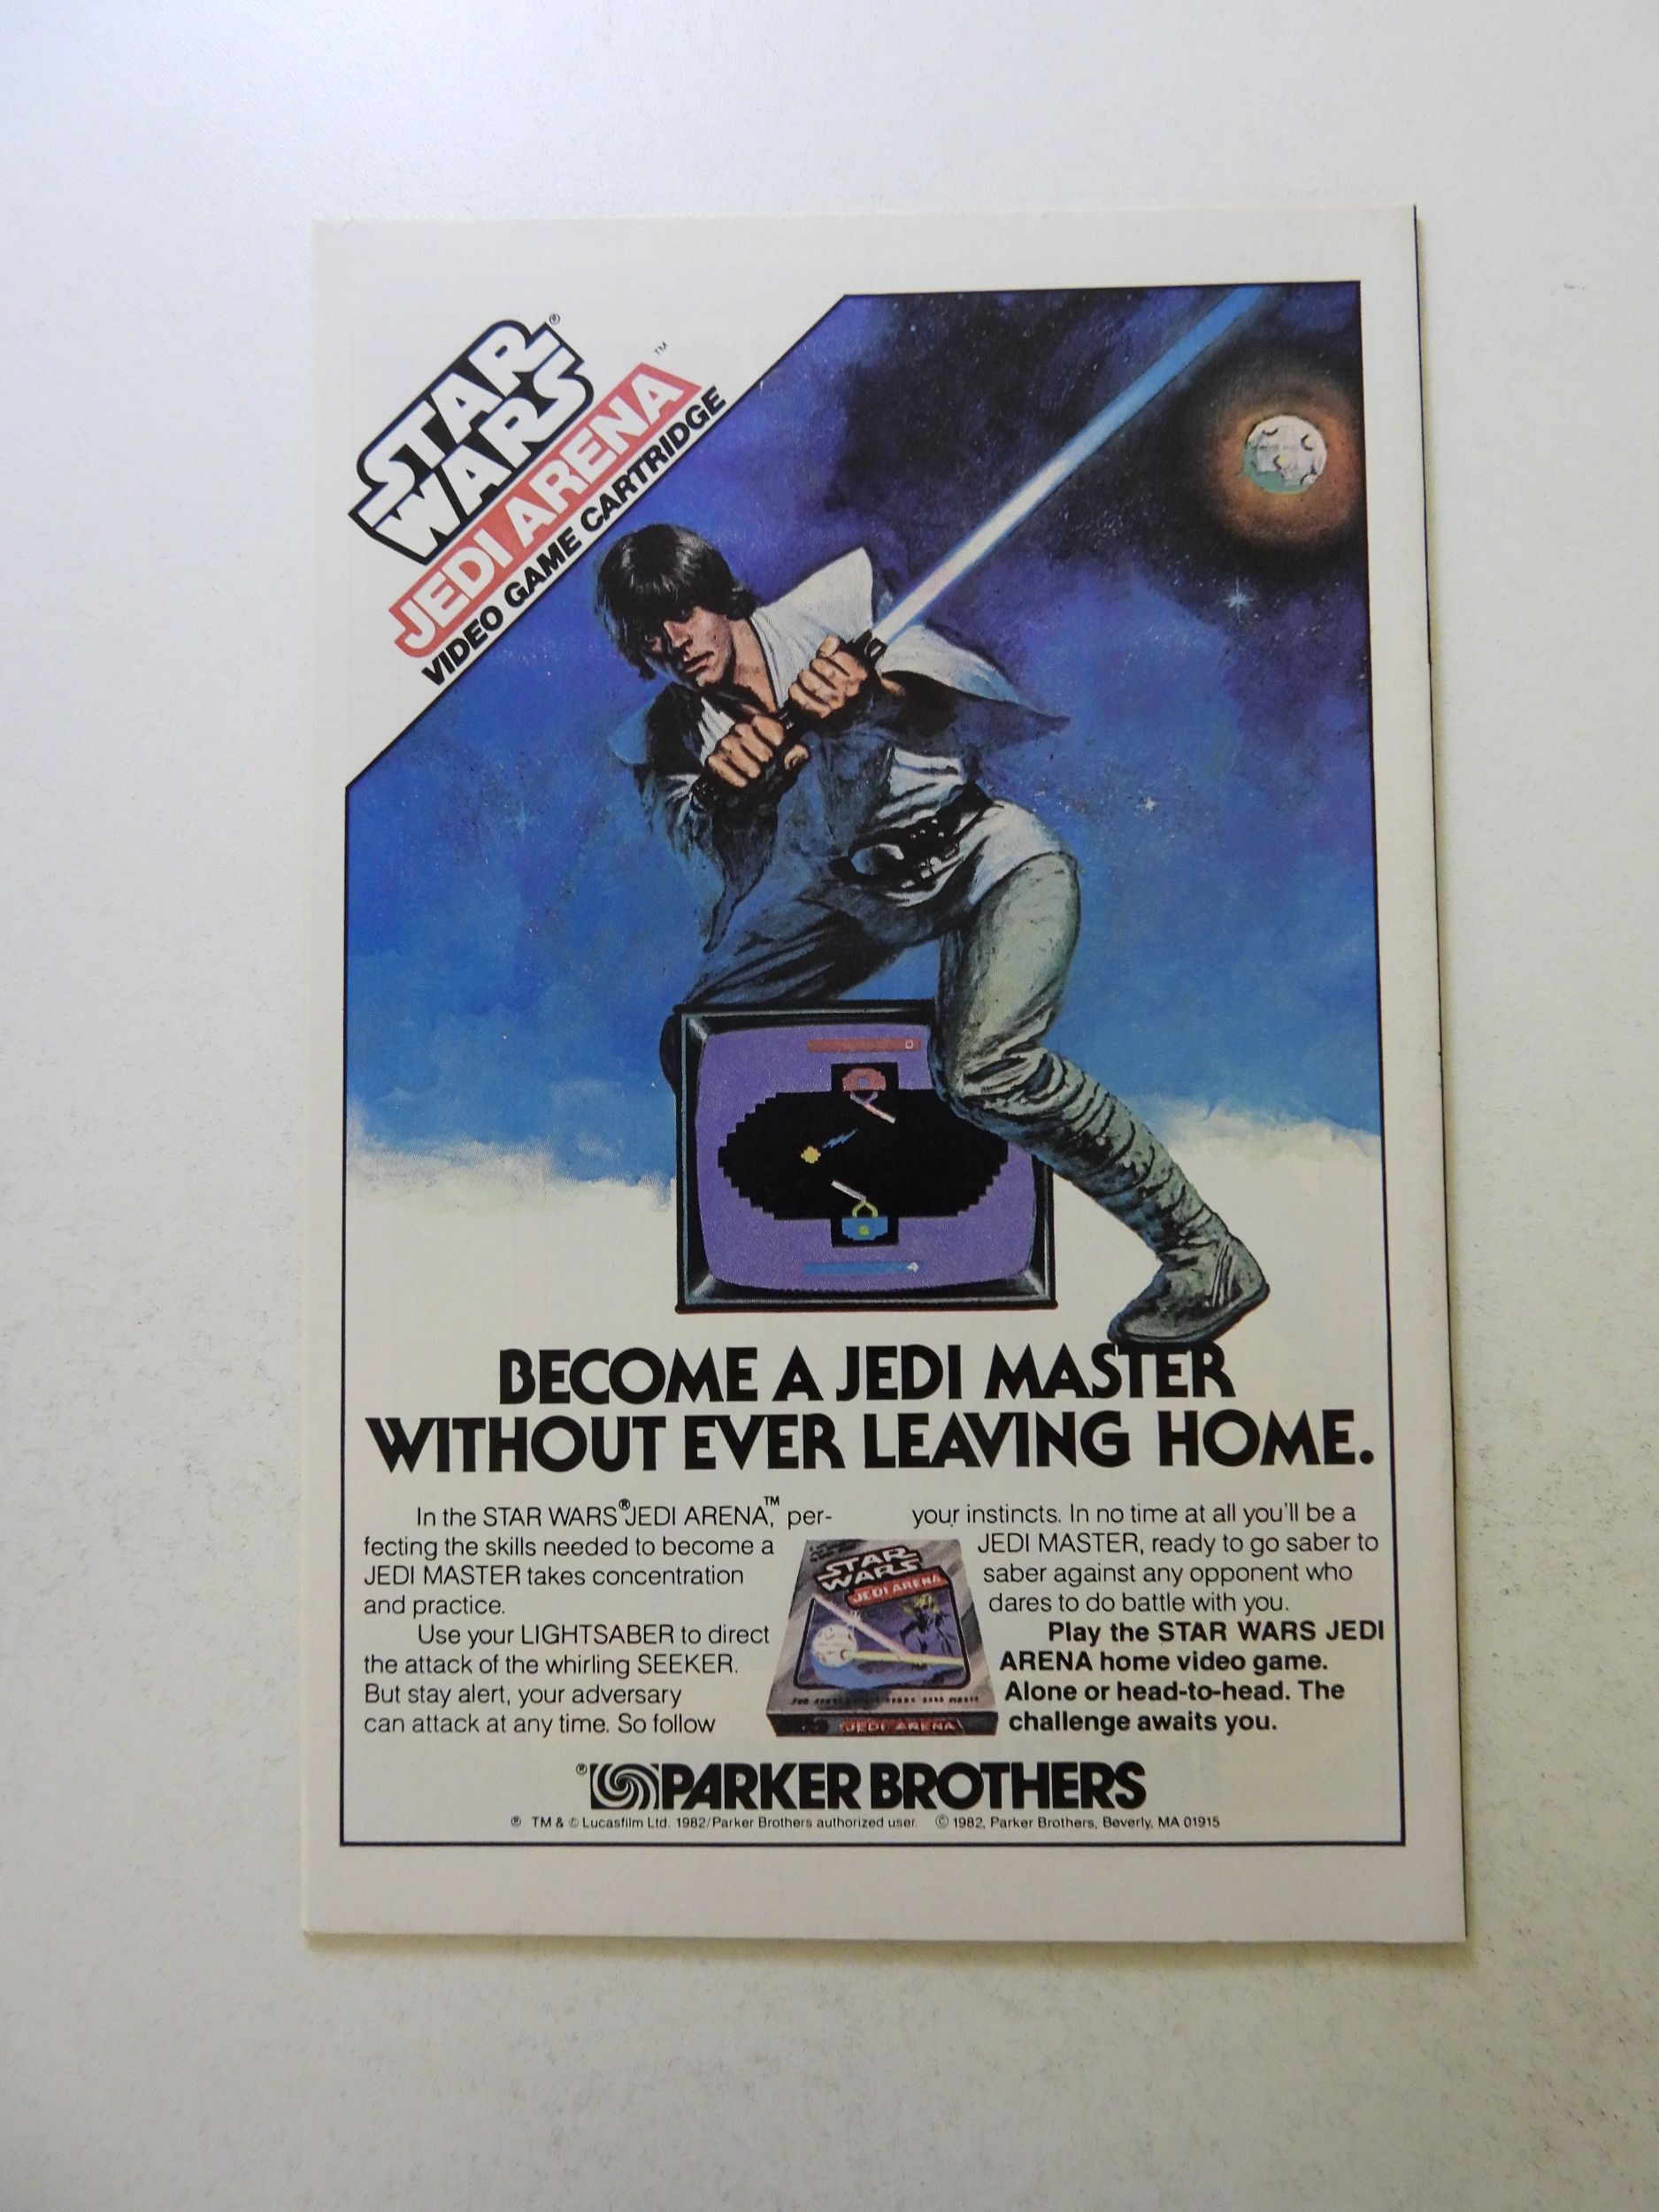 STAR
WARS®
JEDI ARENA™
VIDEO GAME CARTRIDGE
BECOME A JEDI MASTER
WITHOUT EVER LEAVING HOME.
In the STAR WARS® JEDI ARENA,™ per-
fecting the skills needed to become a
JEDI MASTER takes concentration
and practice.
Use your LIGHTSABER to direct
the attack of the whirling SEEKER.
But stay alert, your adversary
can attack at any time. So follow
your instincts. In no time at all you'll be a
JEDI MASTER, ready to go saber to
saber against any opponent who
dares to do battle with you.
Play the STAR WARS JEDI
ARENA home video game.
Alone or head-to-head. The
challenge awaits you.
STAR
WARS
JEDI ARENA
JEDI ARENA
® PARKER BROTHERS
® TM & © Lucasfilm Ltd. 1982/Parker Brothers authorized user. © 1982, Parker Brothers, Beverly, MA 01915